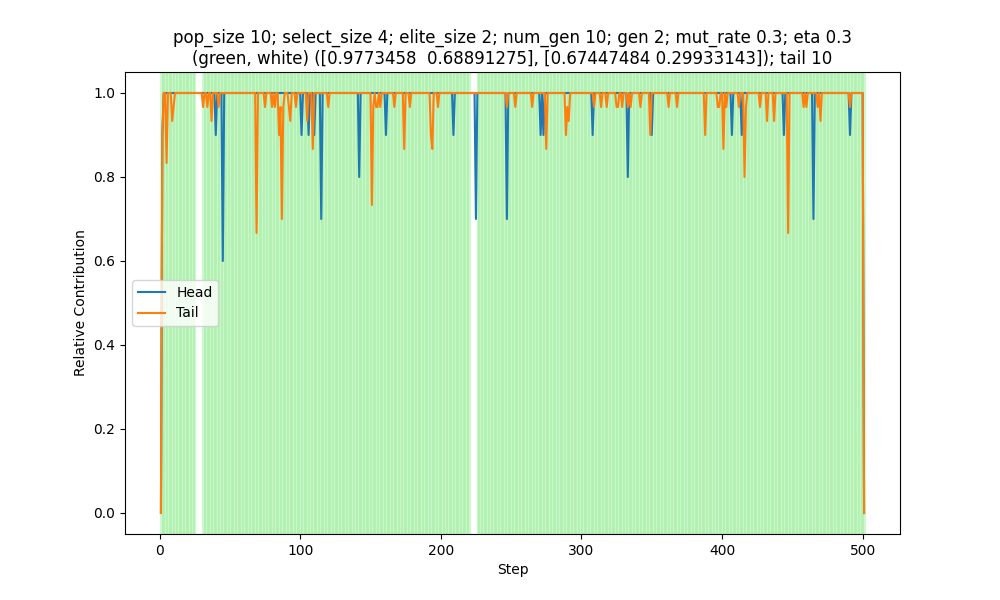 pop_size 10; select_size 4; elite_size 2; num_gen 10; gen 2; mut_rate 0.3; eta 0.3
(green, white) ([0.9773458  0.68891275], [0.67447484 0.29933143]); tail 10
1.0
0.8
0.6
0.4
0.2
0.0
Relative Contribution
Head
Tail
0
100
200
300
400
500
Step